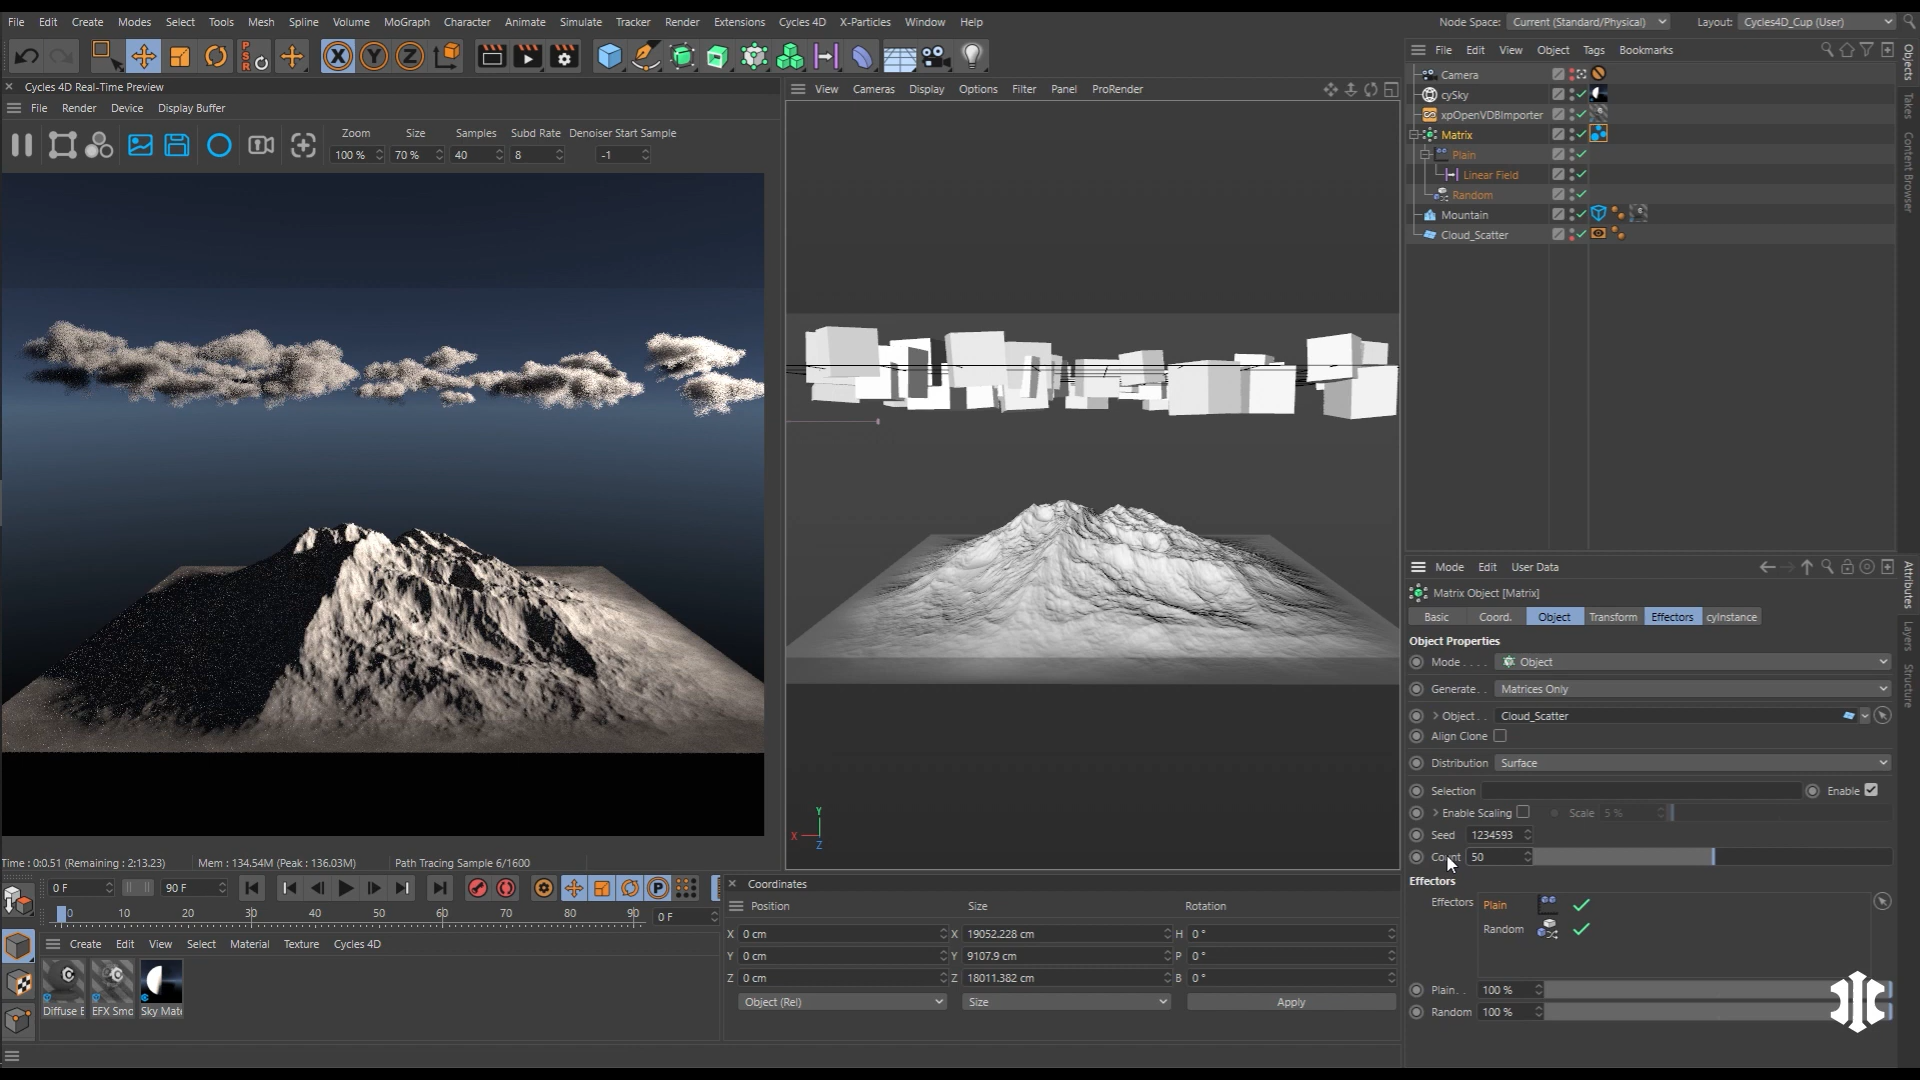 File Edit Create Modes Select Tools Mesh Spline Volume MoGraph Character Animate Simulate Tracker Render Extensions Cycles 4D X-Particles Window Help
Node Space: Current (Standard/Physical) Layout: Cycles4D_Cup (User)
PSR X Y Z
File Edit View Object Tags Bookmarks
Cycles 4D Real-Time Preview
File Render Device Display Buffer
Zoom Size Samples Subd Rate Denoiser Start Sample
100 % 70 % 40 8 -1
View Cameras Display Options Filter Panel ProRender
Camera
cySky
xpOpenVDBImporter
Matrix
Plain
Linear Field
Random
Mountain
Cloud_Scatter
Objects
Takes
Content Browser
Y
X
Z
Mode Edit User Data
Matrix Object [Matrix]
Basic Coord. Object Transform Effectors cyInstance
Object Properties
Mode . . . . Object
Generate . . Matrices Only
Object . . Cloud_Scatter
Align Clone
Distribution Surface
Selection Enable
Enable Scaling Scale 5 %
Seed 1234593
Count 50
Effectors
Effectors Plain
Random
Plain . . 100 %
Random 100 %
Attributes
Layers
Structure
Time : 0:0.51 (Remaining : 2:13.23) Mem : 134.54M (Peak : 136.03M) Path Tracing Sample 6/1600
0 F 90 F P
0 10 20 30 40 50 60 70 80 90 0 F
Create Edit View Select Material Texture Cycles 4D
Diffuse E EFX Smo Sky Mate
Coordinates
Position Size Rotation
X 0 cm X 19052.228 cm H 0 °
Y 0 cm Y 9107.9 cm P 0 °
Z 0 cm Z 18011.382 cm B 0 °
Object (Rel) Size Apply